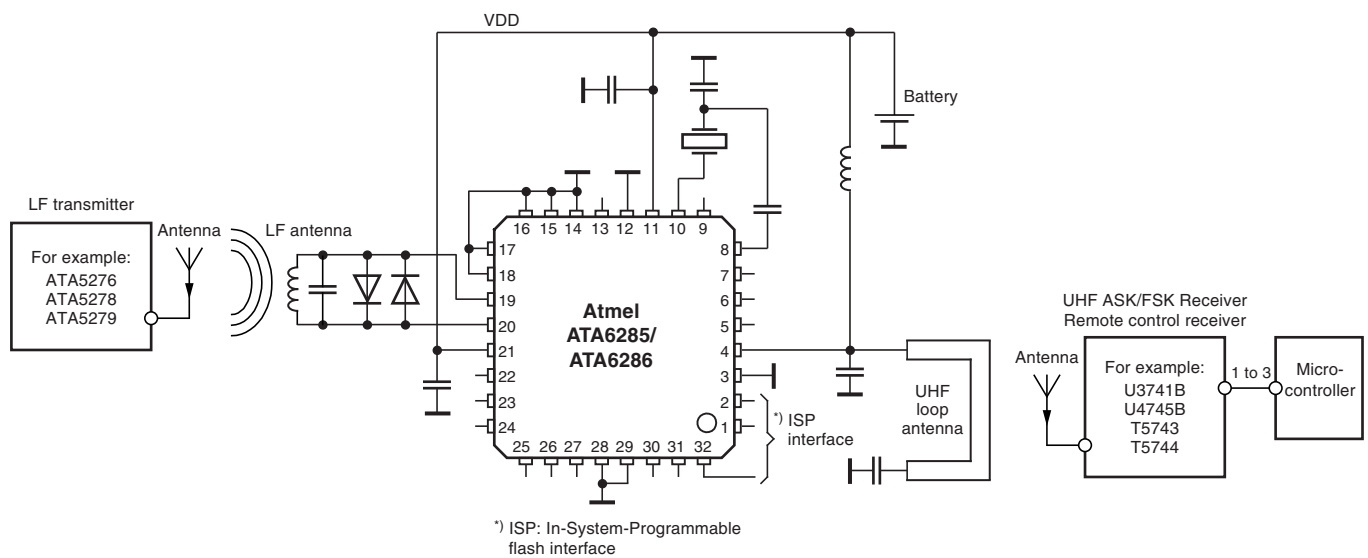 VDD
Battery
LF transmitter
For example:
ATA5276
ATA5278
ATA5279
Antenna
LF antenna
16 15 14 13 12 11 10 9
17
18
19
20
21
22
23
24
8
7
6
5
4
3
2
1
25 26 27 28 29 30 31 32
Atmel
ATA6285/
ATA6286
*) ISP
interface
UHF
loop
antenna
UHF ASK/FSK Receiver
Remote control receiver
Antenna
For example:
U3741B
U4745B
T5743
T5744
1 to 3
Micro-
controller
*) ISP: In-System-Programmable
flash interface